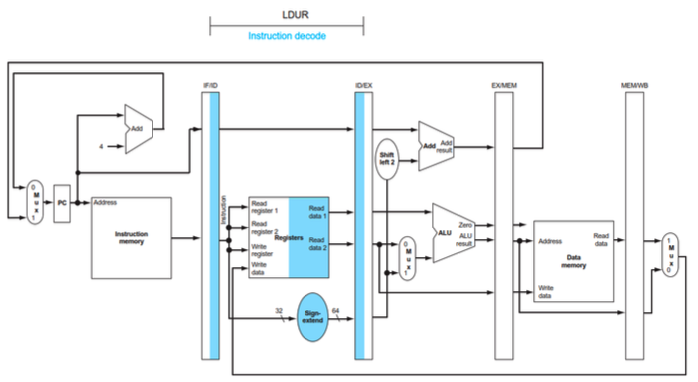 LDUR
Instruction decode
IF/ID
ID/EX
EX/MEM
MEM/WB
Add
4
Add
Add
result
Shift
left 2
0
M
u
x
1
PC
Address
Instruction
memory
Instruction
Read
register 1
Read
register 2
Write
register
Write
data
Registers
Read
data 1
Read
data 2
0
M
u
x
1
ALU
Zero
ALU
result
Address
Read
data
Data
memory
Write
data
1
M
u
x
0
32
Sign-
extend
64